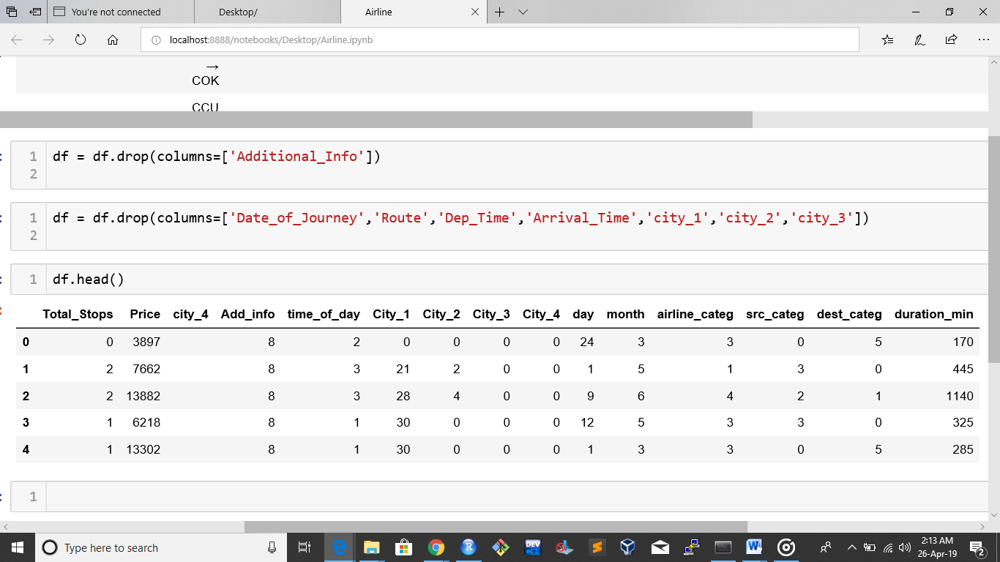 You're not connected
Desktop/
Airline
localhost:8888/notebooks/Desktop/Airline.ipynb
→
COK
CCU
1 df = df.drop(columns=['Additional_Info'])
2
1 df = df.drop(columns=['Date_of_Journey','Route','Dep_Time','Arrival_Time','city_1','city_2','city_3'])
2
1 df.head()
Total_Stops Price city_4 Add_info time_of_day City_1 City_2 City_3 City_4 day month airline_categ src_categ dest_categ duration_min
0 0 3897 8 2 0 0 0 0 24 3 3 0 5 170
1 2 7662 8 3 21 2 0 0 1 5 1 3 0 445
2 2 13882 8 3 28 4 0 0 9 6 4 2 1 1140
3 1 6218 8 1 30 0 0 0 12 5 3 3 0 325
4 1 13302 8 1 30 0 0 0 1 3 3 0 5 285
1
Type here to search
R
DEV
W
2:13 AM
26-Apr-19
2